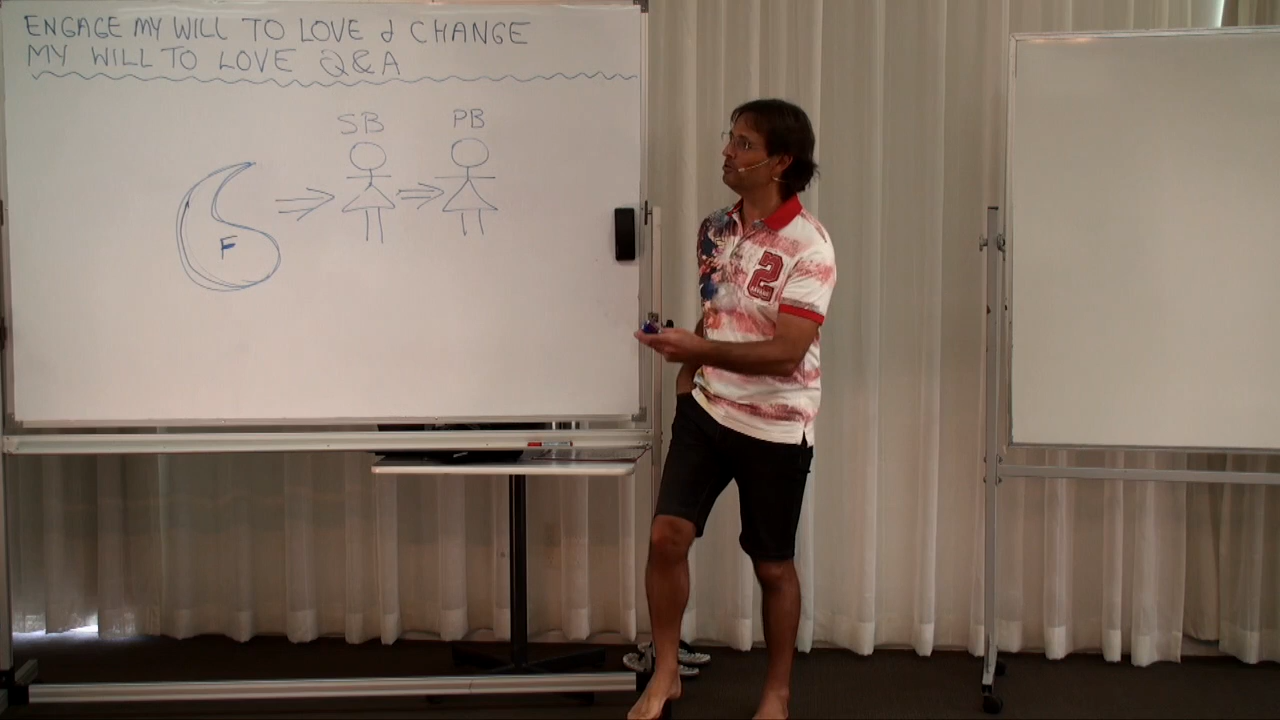 ENGAGE MY WILL TO LOVE & CHANGE
MY WILL TO LOVE Q&A
SB PB
F
2